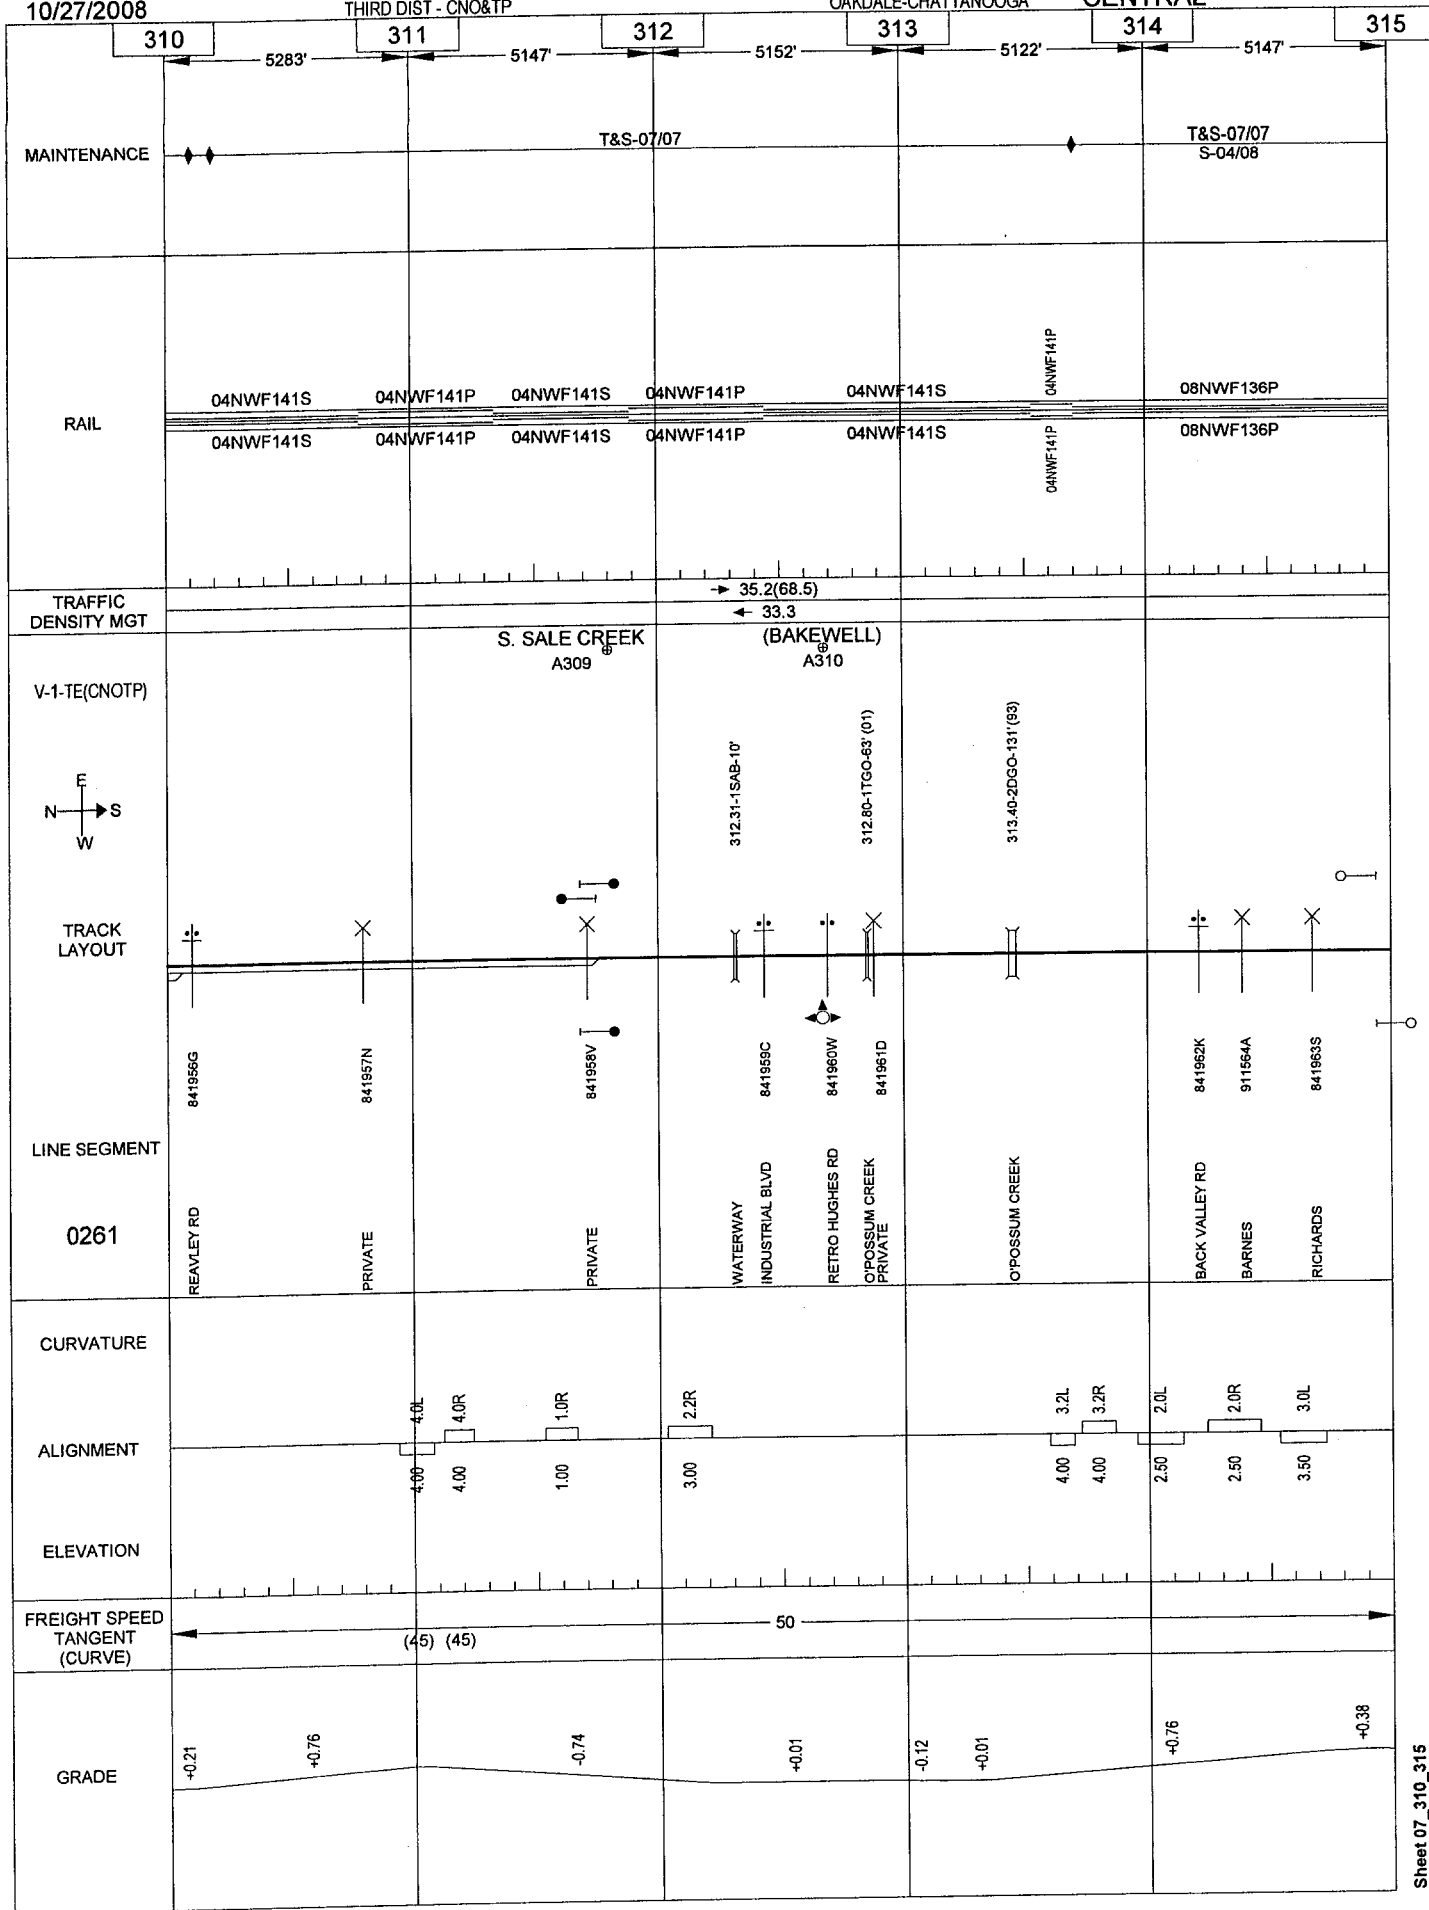 10/27/2008
THIRD DIST - CNO&TP
OAKDALE-CHATTANOOGA
CENTRAL
310
311
312
313
314
315
5283'
5147'
5152'
5122'
5147'
MAINTENANCE
T&S-07/07
T&S-07/07
S-04/08
RAIL
04NWF141S
04NWF141P
04NWF141S
04NWF141P
04NWF141S
04NWF141P
08NWF136P
04NWF141S
04NWF141P
04NWF141S
04NWF141P
04NWF141S
04NWF141P
08NWF136P
TRAFFIC
DENSITY MGT
35.2(68.5)
33.3
S. SALE CREEK
A309
(BAKEWELL)
A310
V-1-TE(CNOTP)
312.31-1SAB-10'
312.80-1TGO-63' (01)
313.40-2DGO-131'(93)
E
N
S
W
TRACK
LAYOUT
841956G
841957N
841958V
841959C
841960W
841961D
841962K
911564A
841963S
LINE SEGMENT
0261
REAVLEY RD
PRIVATE
PRIVATE
WATERWAY
INDUSTRIAL BLVD
RETRO HUGHES RD
O'POSSUM CREEK
PRIVATE
O'POSSUM CREEK
BACK VALLEY RD
BARNES
RICHARDS
CURVATURE
4.0L
4.0R
1.0R
2.2R
3.2L
3.2R
2.0L
2.0R
3.0L
ALIGNMENT
4.00
4.00
1.00
3.00
4.00
4.00
2.50
2.50
3.50
ELEVATION
FREIGHT SPEED
TANGENT
(CURVE)
50
(45)
(45)
GRADE
+0.21
+0.76
-0.74
+0.01
-0.12
+0.01
+0.76
+0.38
Sheet 07_310_315